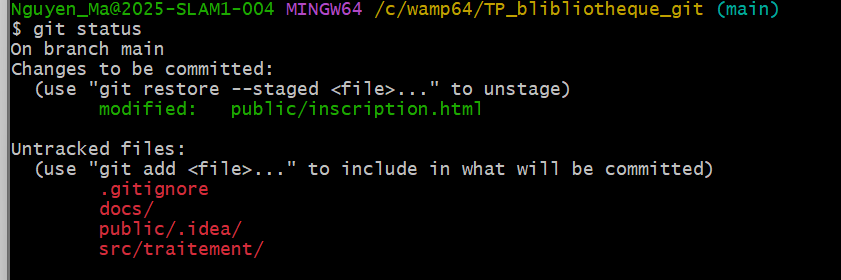 Nguyen_Ma@2025-SLAM1-004 MINGW64 /c/wamp64/TP_blibliotheque_git (main)
$ git status
On branch main
Changes to be committed:
  (use "git restore --staged <file>..." to unstage)
        modified:   public/inscription.html

Untracked files:
  (use "git add <file>..." to include in what will be committed)
        .gitignore
        docs/
        public/.idea/
        src/traitement/